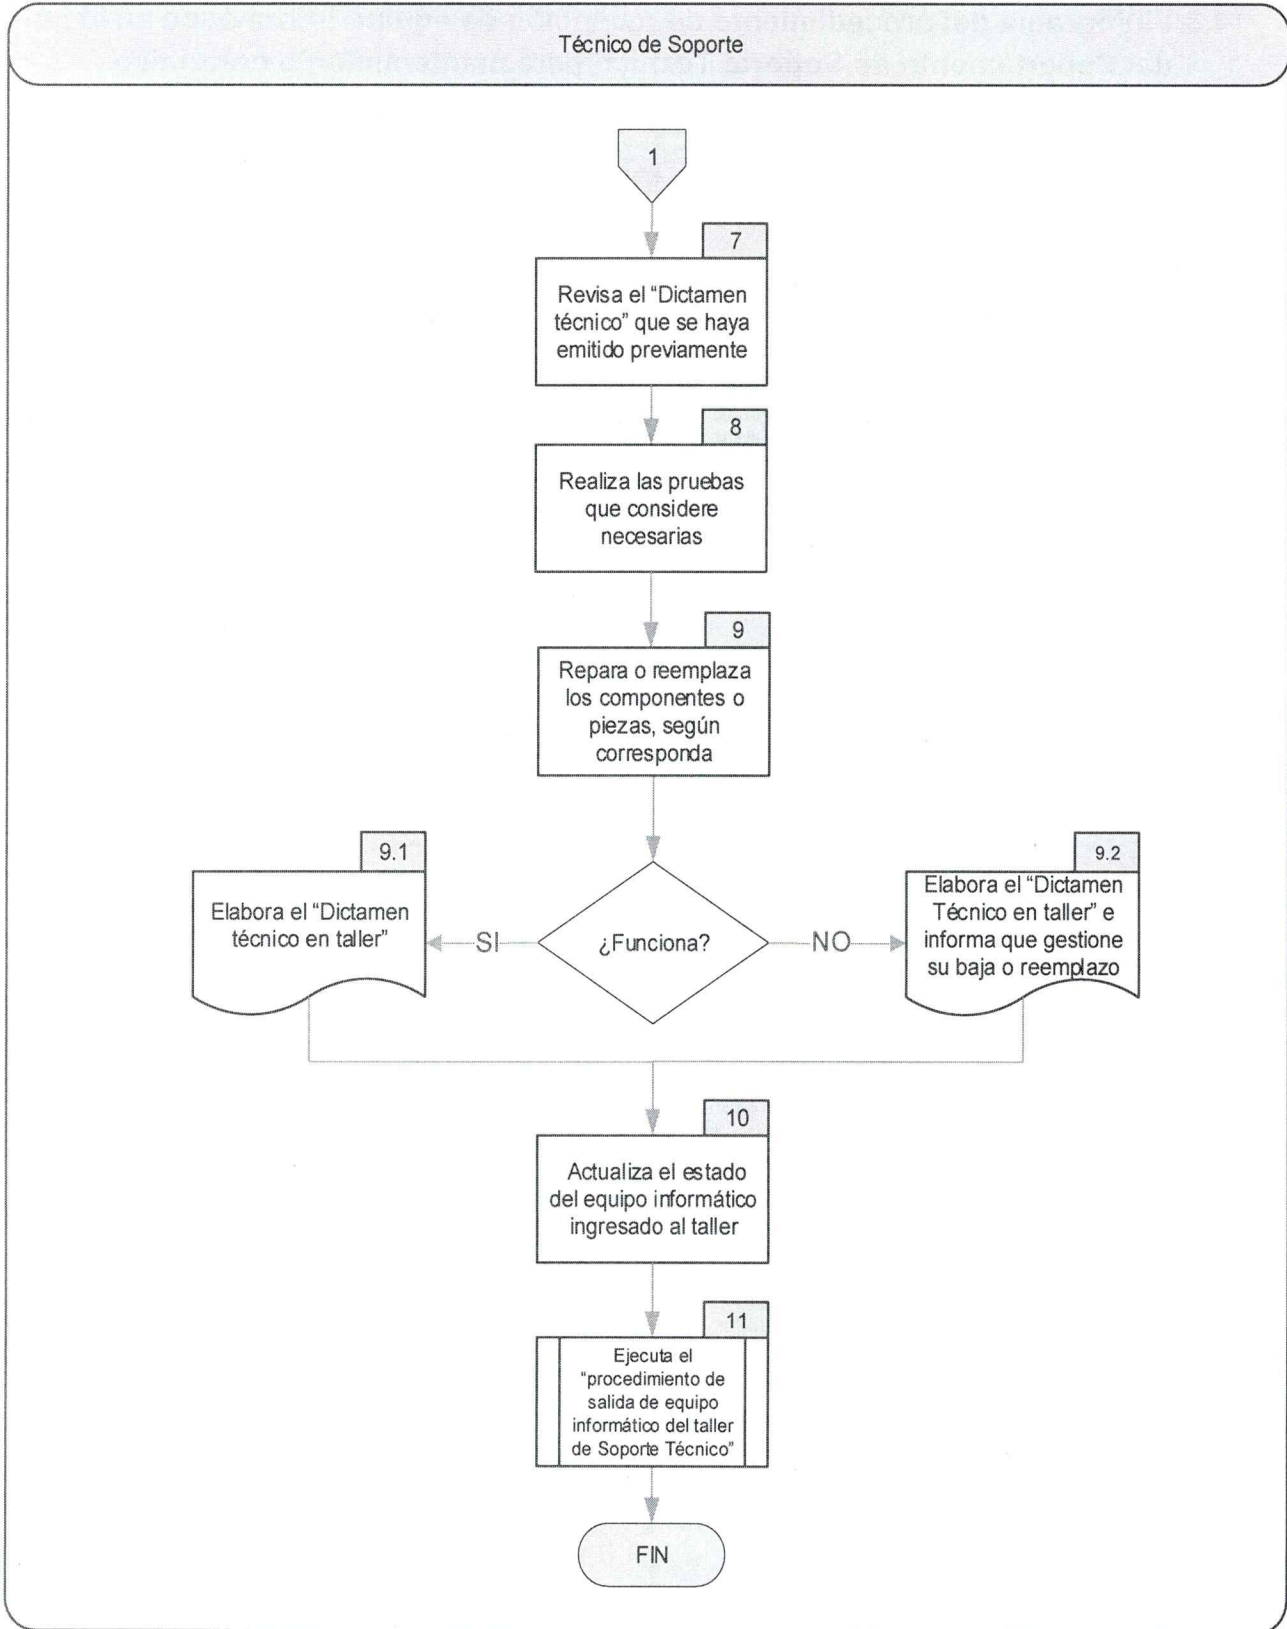 Técnico de Soporte
1
7
Revisa el “Dictamen
técnico” que se haya
emitido previamente
8
Realiza las pruebas
que considere
necesarias
9
Repara o reemplaza
los componentes o
piezas, según
corresponda
¿Funciona?
SI
9.1
Elabora el “Dictamen
técnico en taller”
NO
9.2
Elabora el “Dictamen
Técnico en taller” e
informa que gestione
su baja o reemplazo
10
Actualiza el estado
del equipo informático
ingresado al taller
11
Ejecuta el
“procedimiento de
salida de equipo
informático del taller
de Soporte Técnico”
FIN